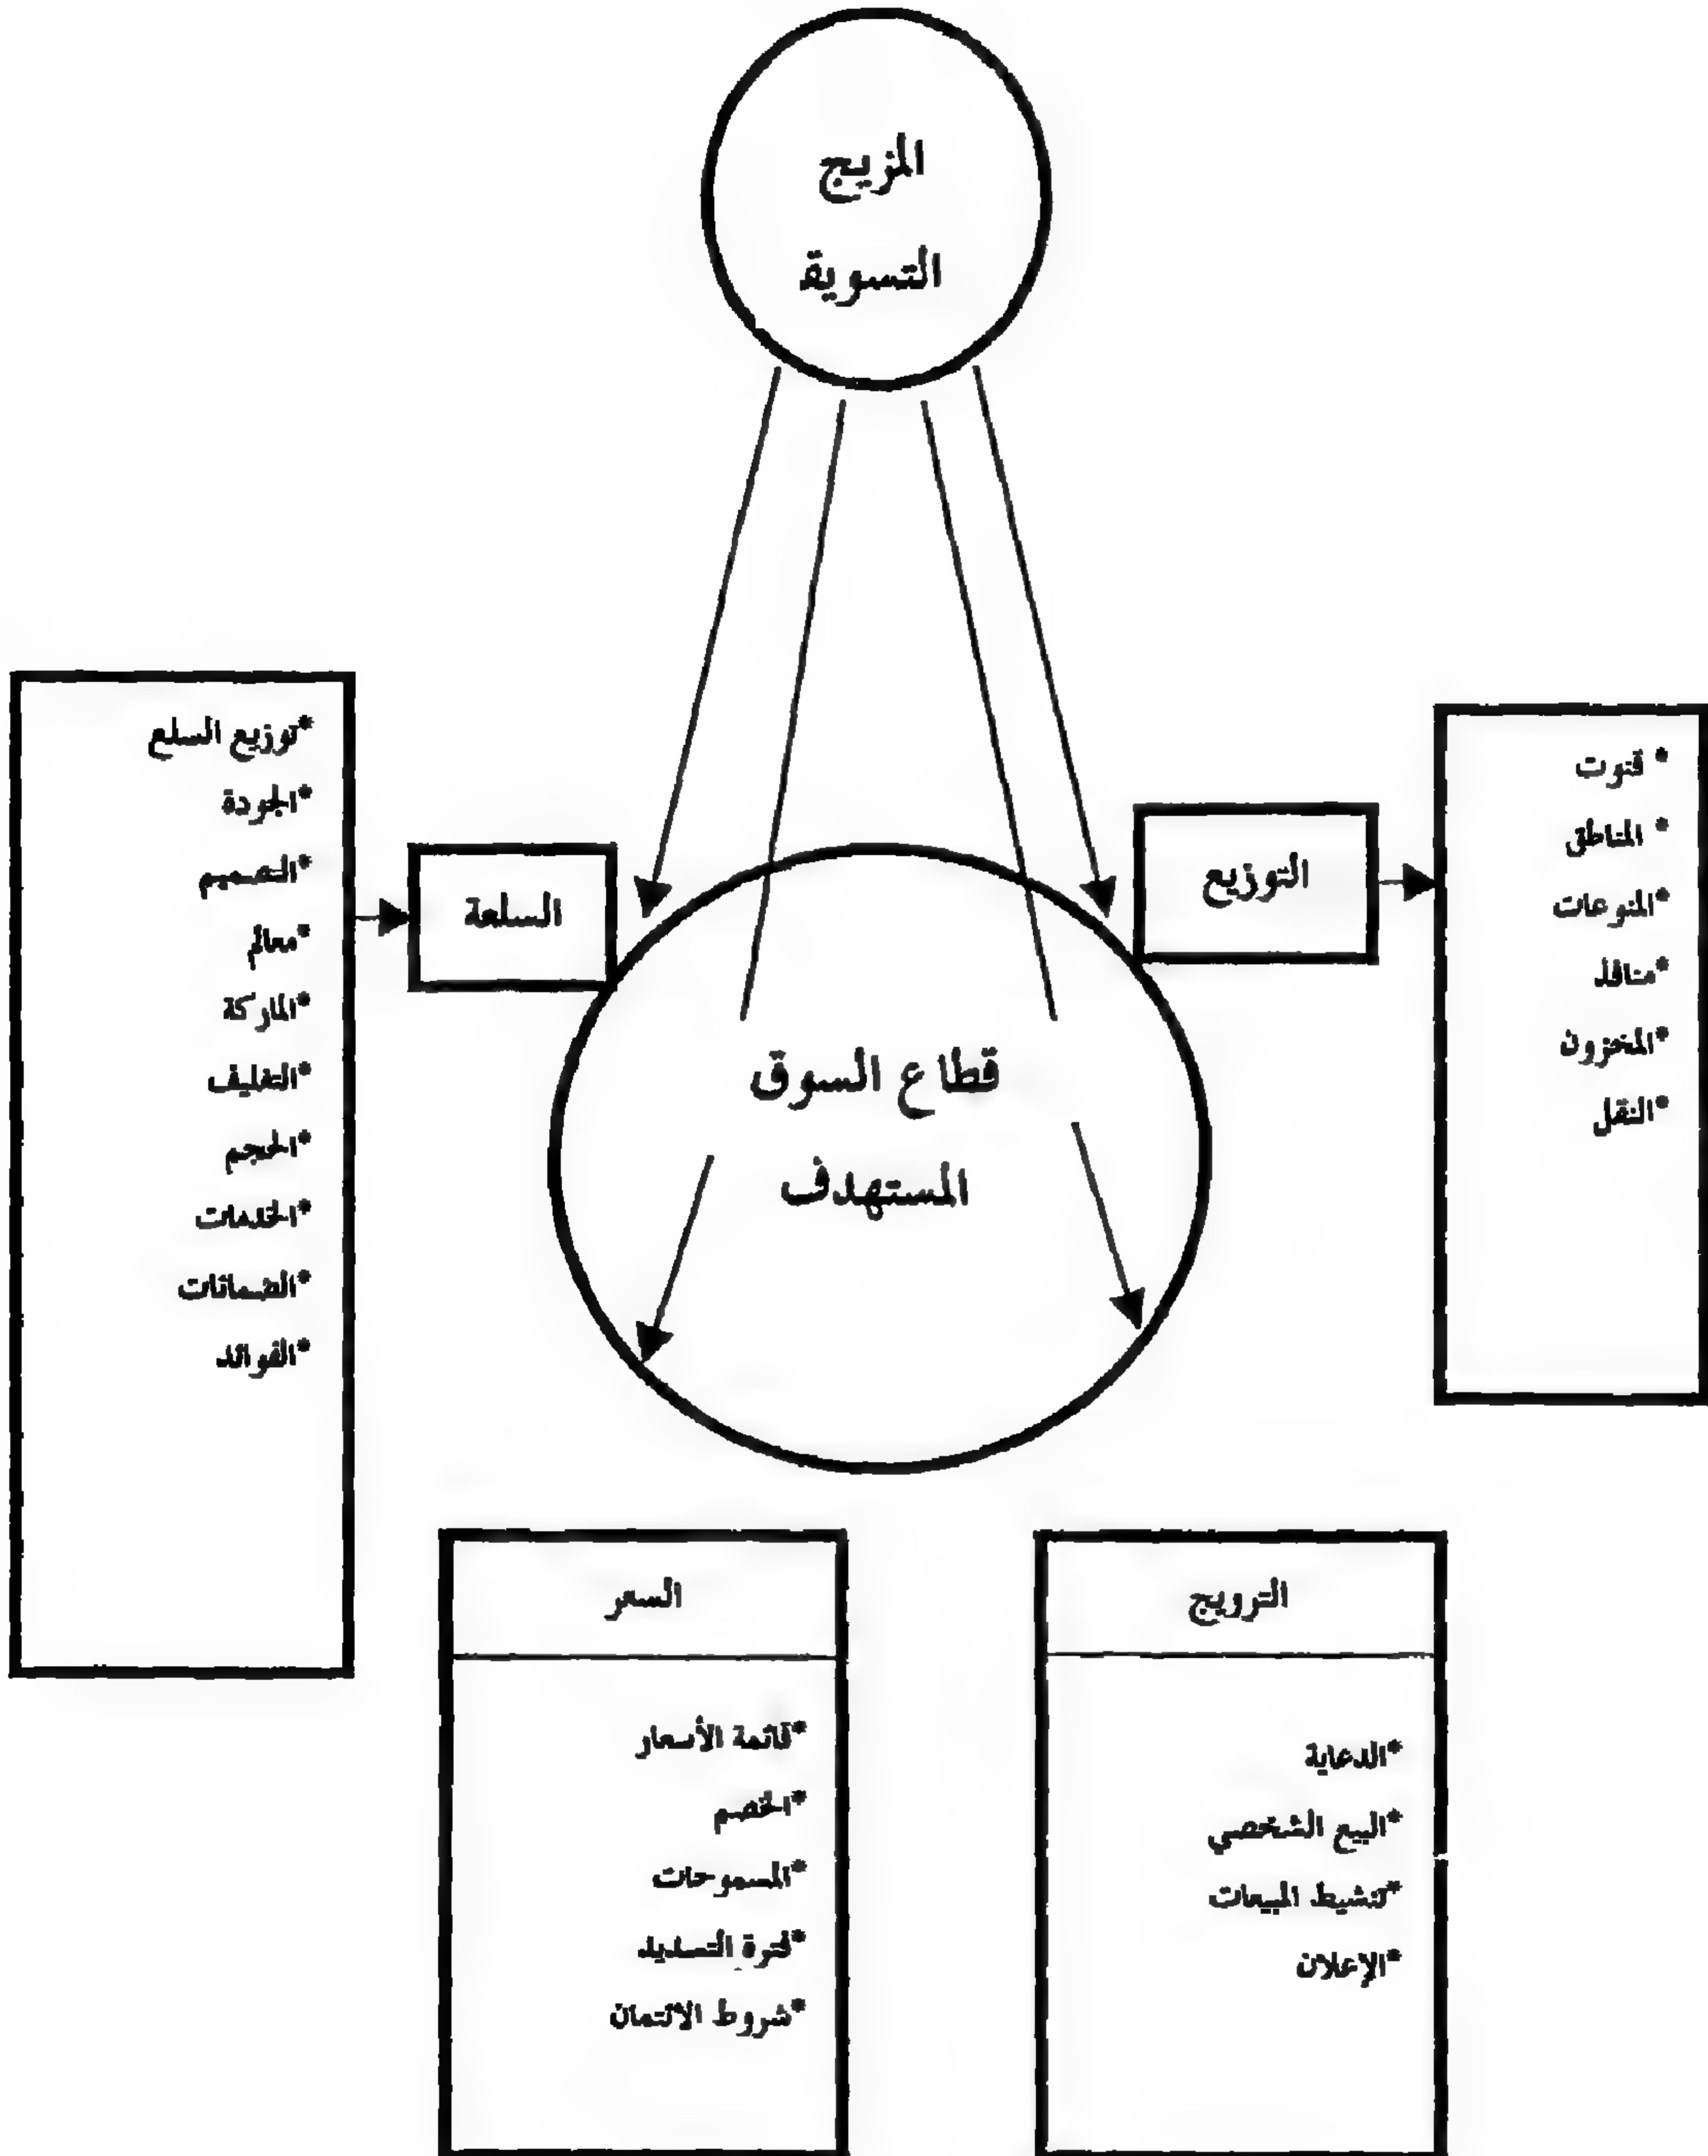 المزيج
التسويق
التوزيع
* قنوت
* المناطق
*المنوعات
*منافذ
*المخزون
*النقل
السلعة
*توزيع السلع
*الجودة
*التصميم
*معالم
*الماركة
*التغليف
*الحجم
*الخدمات
*الضمانات
*الفوائد
قطاع السوق
المستهدف
الترويج
*الدعاية
*البيع الشخصي
*تنشيط المبيعات
*الإعلان
السعر
*قائمة الأسعار
*الخصم
*المسموحات
*فترة التسديد
*شروط الائتمان